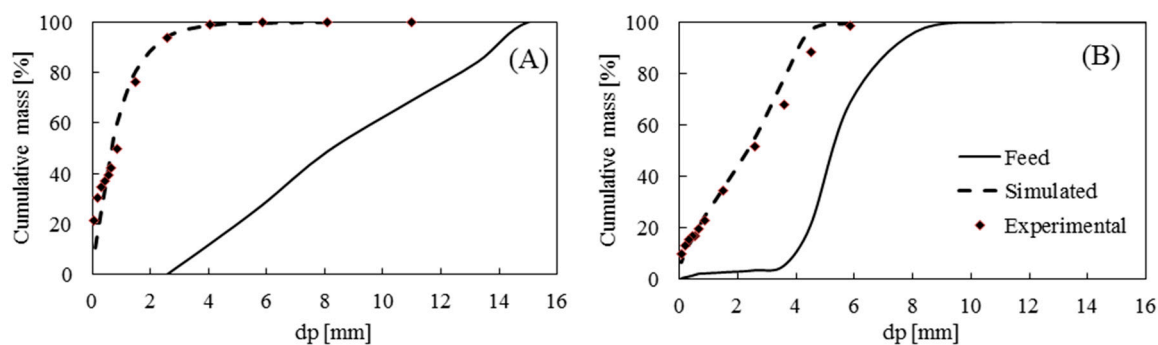 100
80
60
40
20
0
Cumulative mass [%]
(A)
0 2 4 6 8 10 12 14 16
dp [mm]
100
80
60
40
20
0
Cumulative mass [%]
(B)
Feed
Simulated
Experimental
0 2 4 6 8 10 12 14 16
dp [mm]